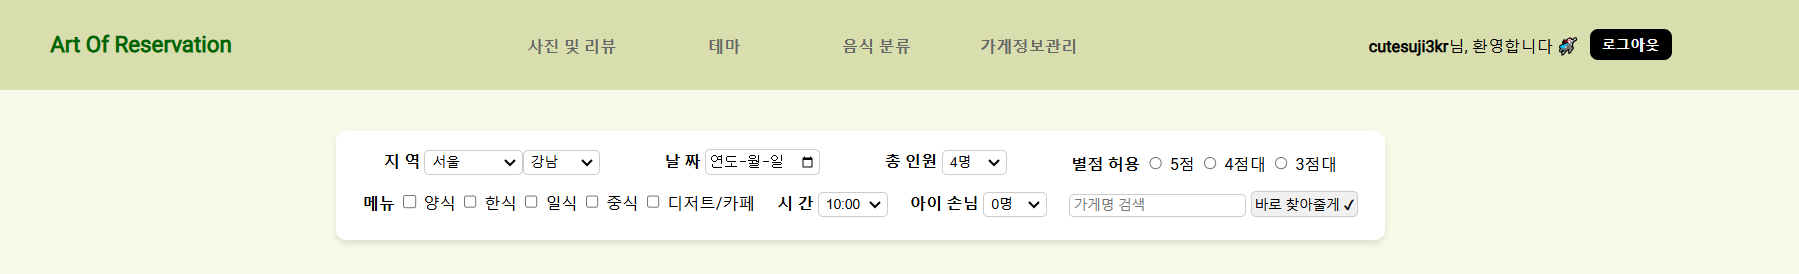 Art Of Reservation 사진 및 리뷰 테마 음식 분류 가게정보관리 cutesuji3kr님, 환영합니다 로그아웃
지 역 서울 강남 날 짜 연도-월-일 총 인원 4명 별점 허용 5점 4점대 3점대
메뉴 양식 한식 일식 중식 디저트/카페 시 간 10:00 아이 손님 0명 가게명 검색 바로 찾아줄게 ✓